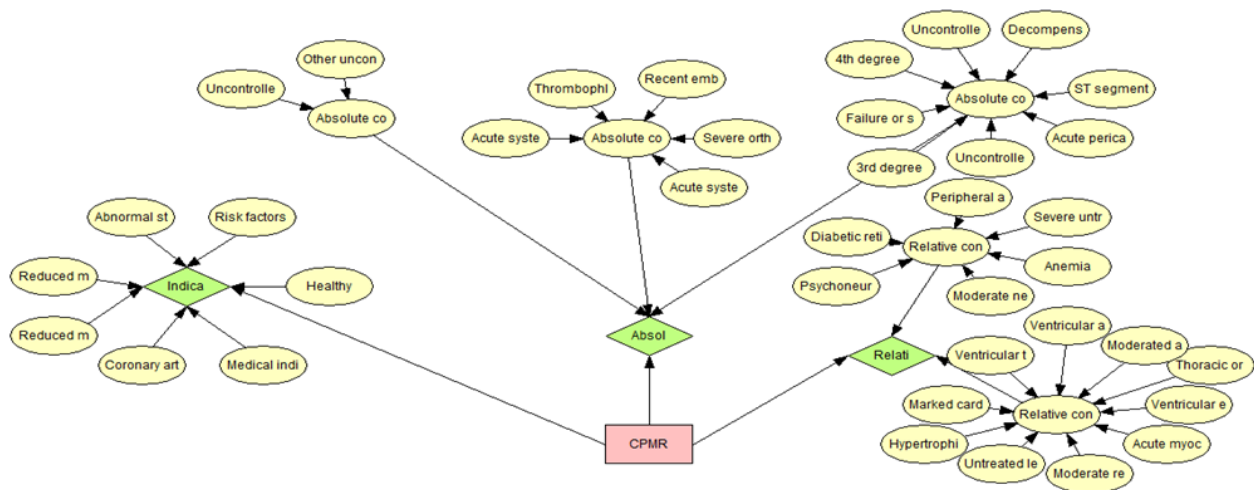 Other uncon
Uncontrolle
Absolute co
Thrombophl
Recent emb
Acute syste
Absolute co
Severe orth
Acute syste
Uncontrolle
Decompens
4th degree
ST segment
Absolute co
Failure or s
Acute perica
Uncontrolle
3rd degree
Peripheral a
Severe untr
Diabetic reti
Relative con
Anemia
Psychoneur
Moderate ne
Abnormal st
Risk factors
Reduced m
Indica
Healthy
Reduced m
Coronary art
Medical indi
Absol
Relati
CPMR
Ventricular a
Moderated a
Ventricular t
Thoracic or
Marked card
Relative con
Ventricular e
Hypertrophi
Acute myoc
Untreated le
Moderate re